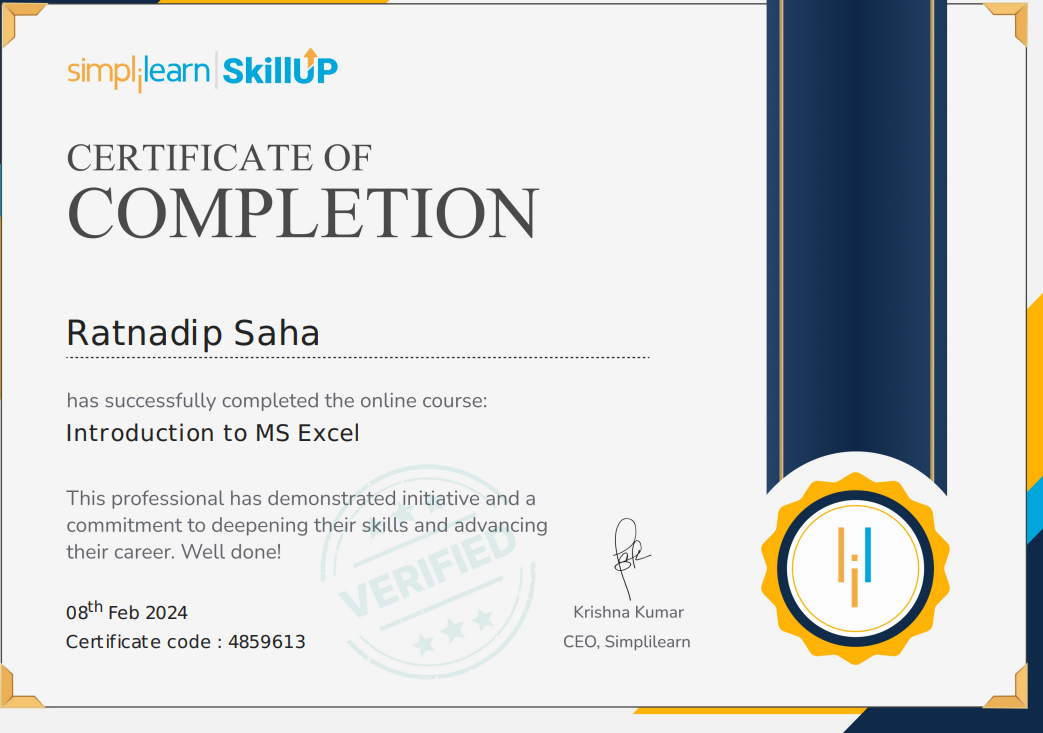 simplilearn | SkillUP
CERTIFICATE OF
COMPLETION
Ratnadip Saha
has successfully completed the online course:
Introduction to MS Excel
This professional has demonstrated initiative and a
commitment to deepening their skills and advancing
their career. Well done!
VERIFIED
08th Feb 2024
Certificate code : 4859613
Krishna Kumar
CEO, Simplilearn